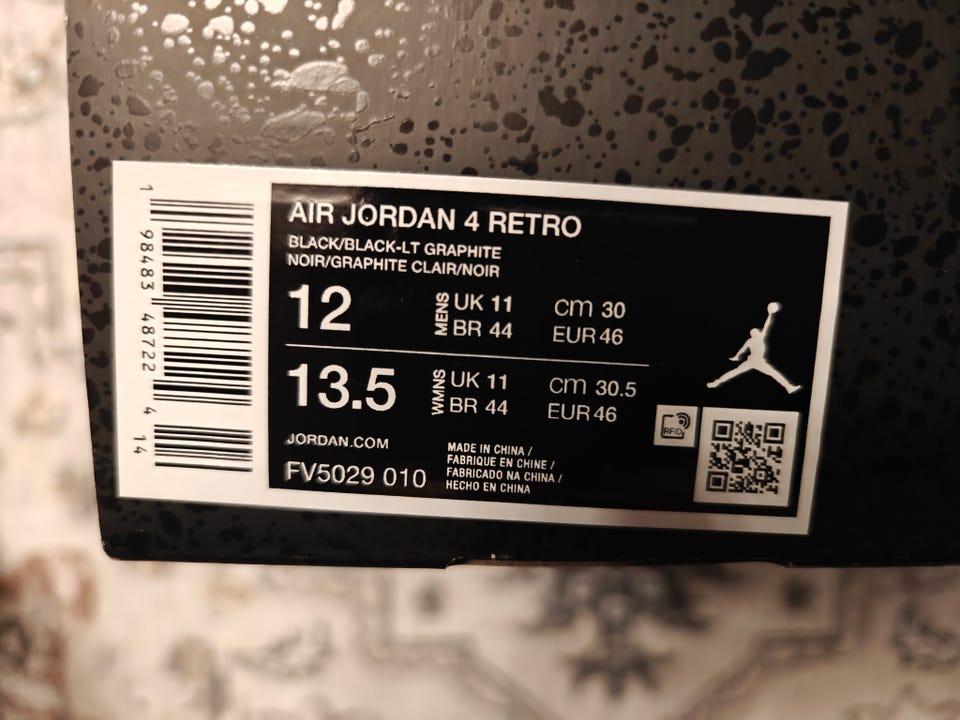 AIR JORDAN 4 RETRO
BLACK/BLACK-LT GRAPHITE
NOIR/GRAPHITE CLAIR/NOIR
12 MENS UK 11 cm 30
BR 44 EUR 46
13.5 WMNS UK 11 cm 30.5
BR 44 EUR 46
JORDAN.COM
FV5029 010
MADE IN CHINA /
FABRIQUE EN CHINE /
FABRICADO NA CHINA /
HECHO EN CHINA
RFID
1 98483 48722 4 14